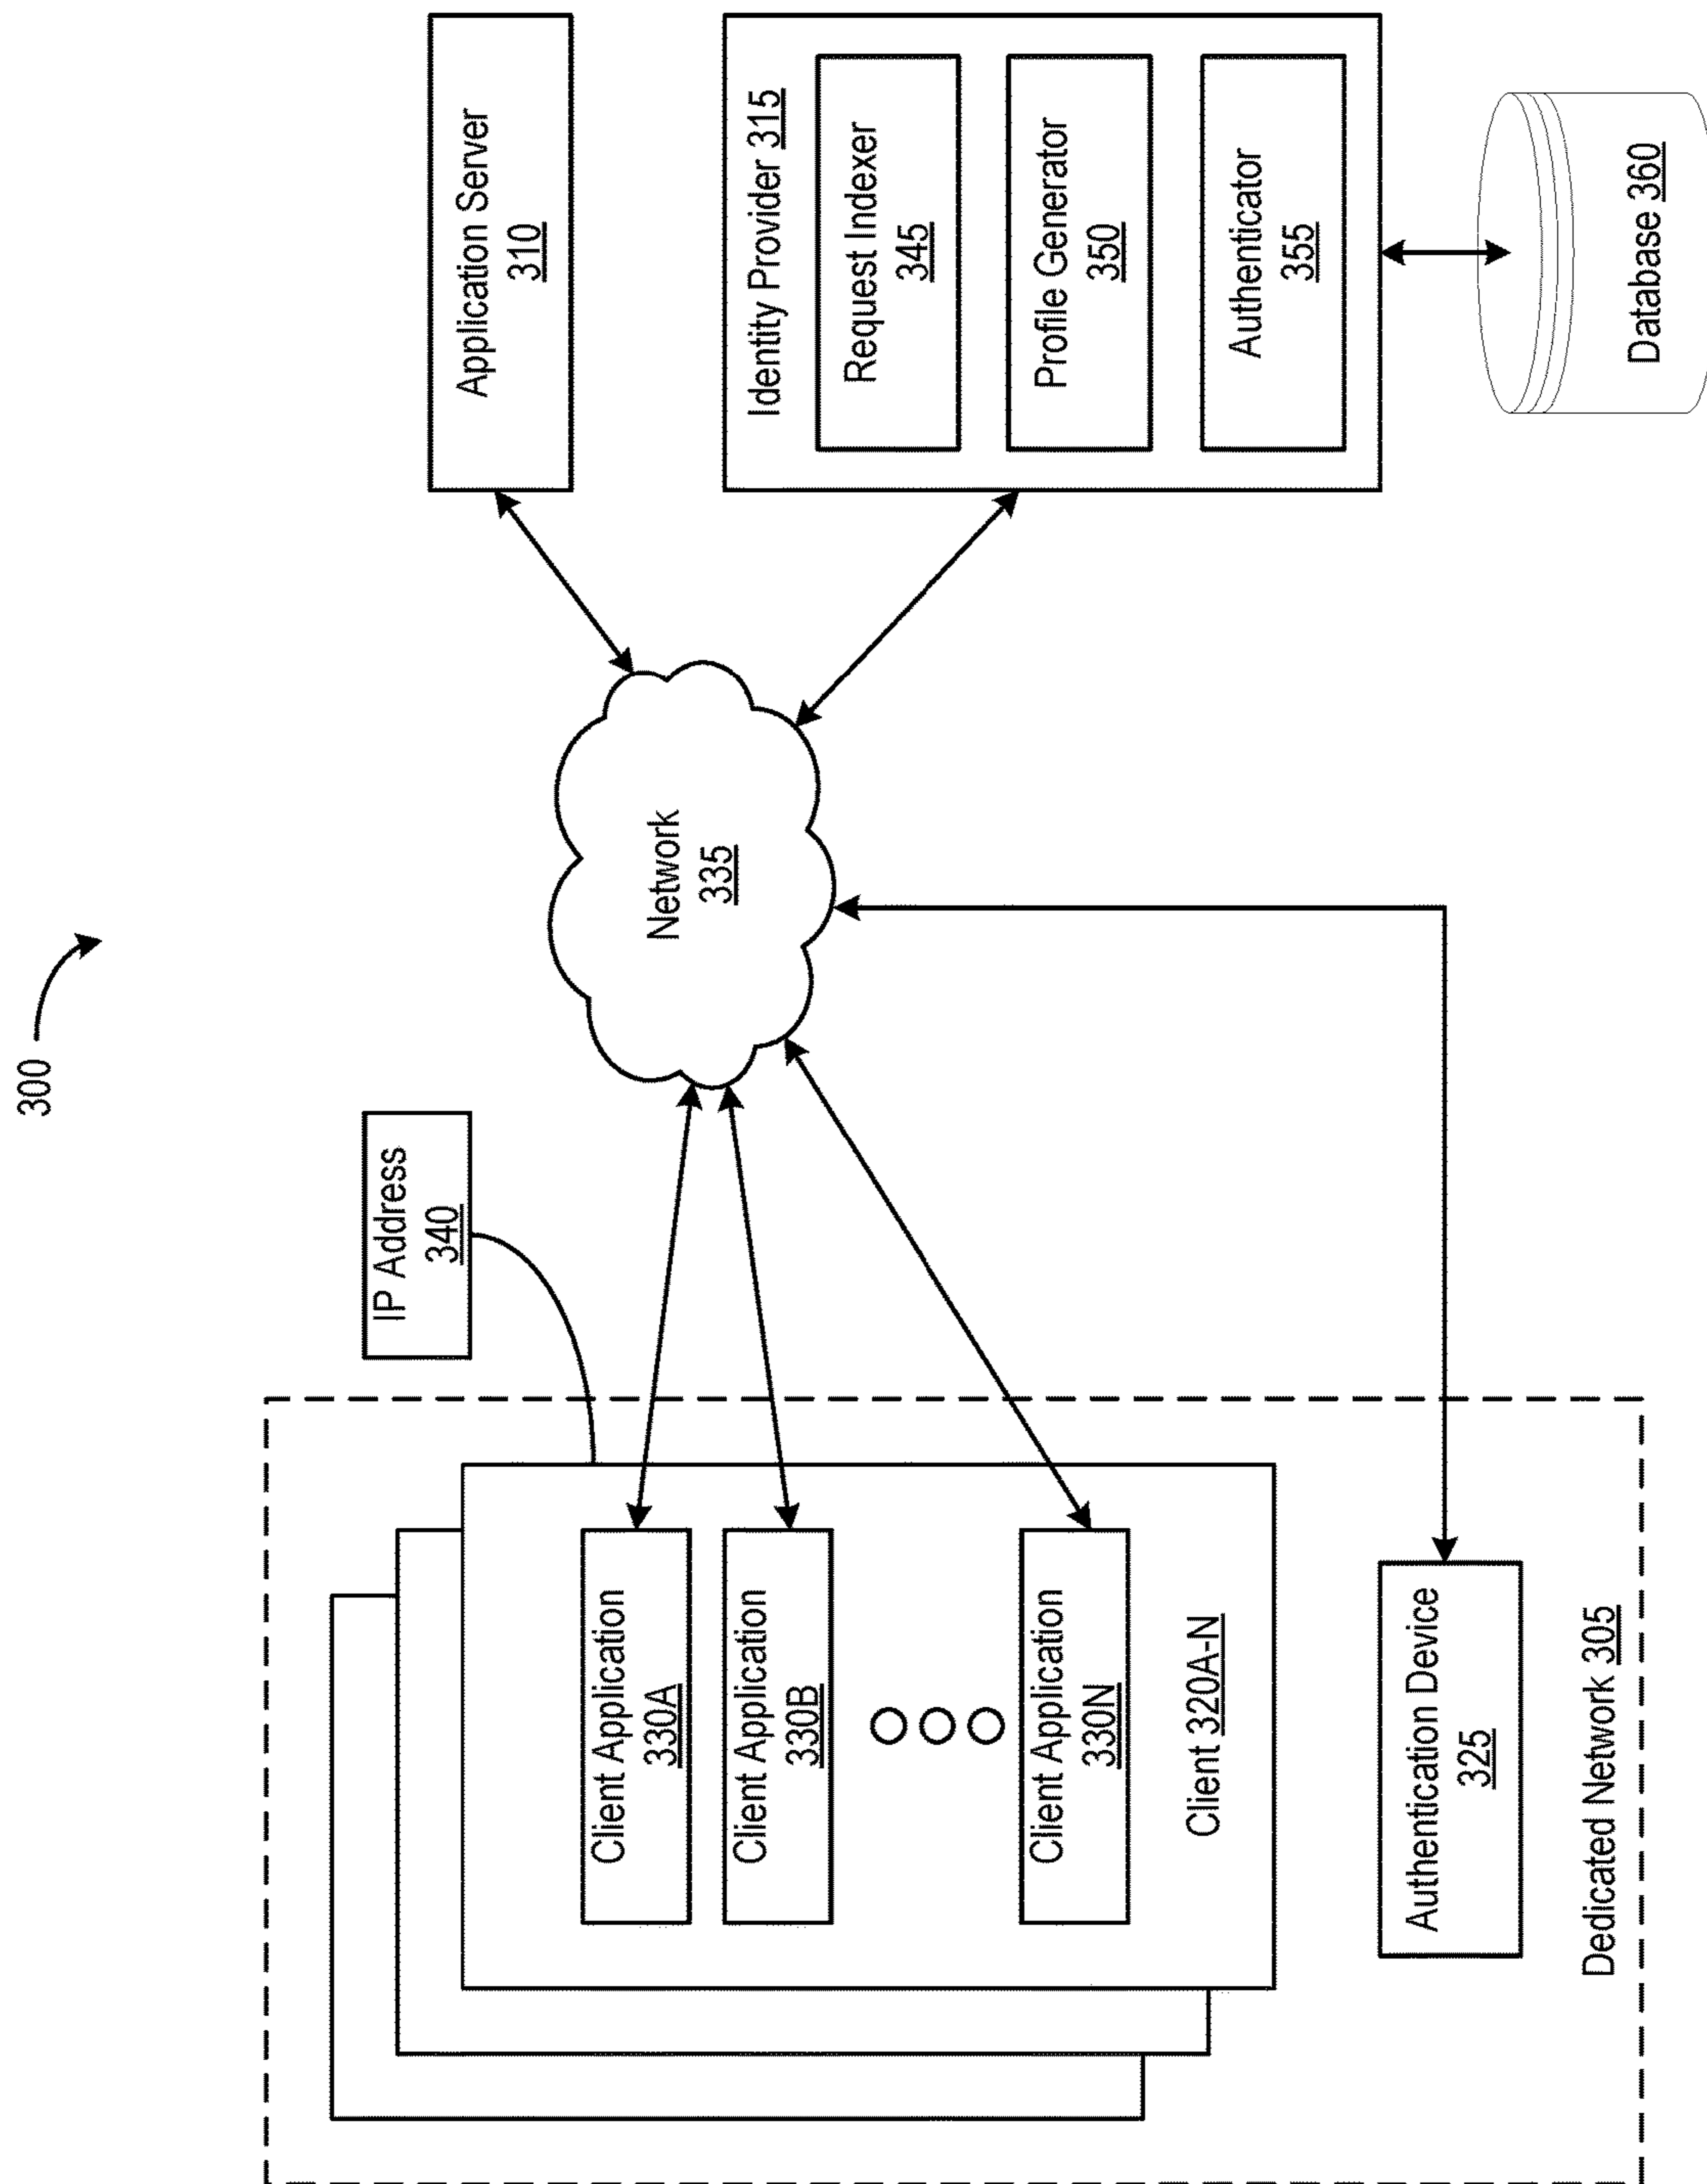 300
IP Address
340
Client Application
330A
Client Application
330B
Client Application
330N
Client 320A-N
Authentication Device
325
Dedicated Network 305
Network
335
Application Server
310
Identity Provider 315
Request Indexer
345
Profile Generator
350
Authenticator
355
Database 360